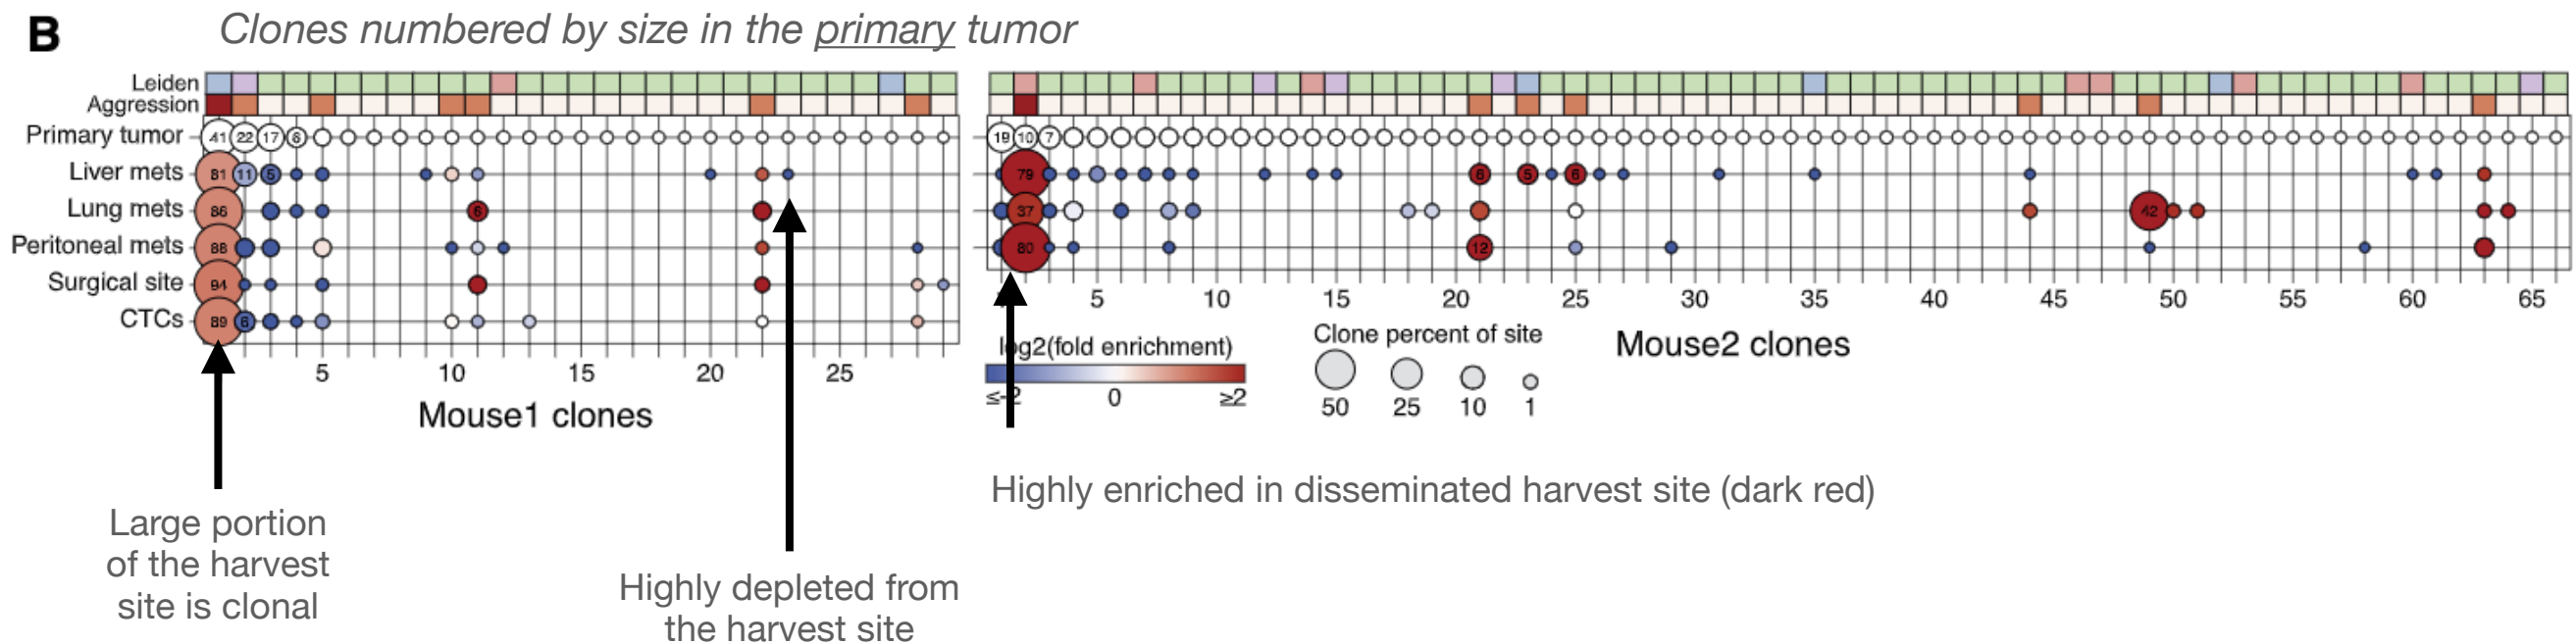 B
Clones numbered by size in the primary tumor
Leiden
Aggression
Primary tumor
Liver mets
Lung mets
Peritoneal mets
Surgical site
CTCs
41 22 17 6
81 11 5
86 6
88
94
89 6
5 10 15 20 25
Mouse1 clones
19 10 7
79 6 5 6
37 42
80 12
5 10 15 20 25 30 35 40 45 50 55 60 65
Mouse2 clones
log2(fold enrichment)
≤-2 0 ≥2
Clone percent of site
50 25 10 1
Large portion
of the harvest
site is clonal
Highly depleted from
the harvest site
Highly enriched in disseminated harvest site (dark red)